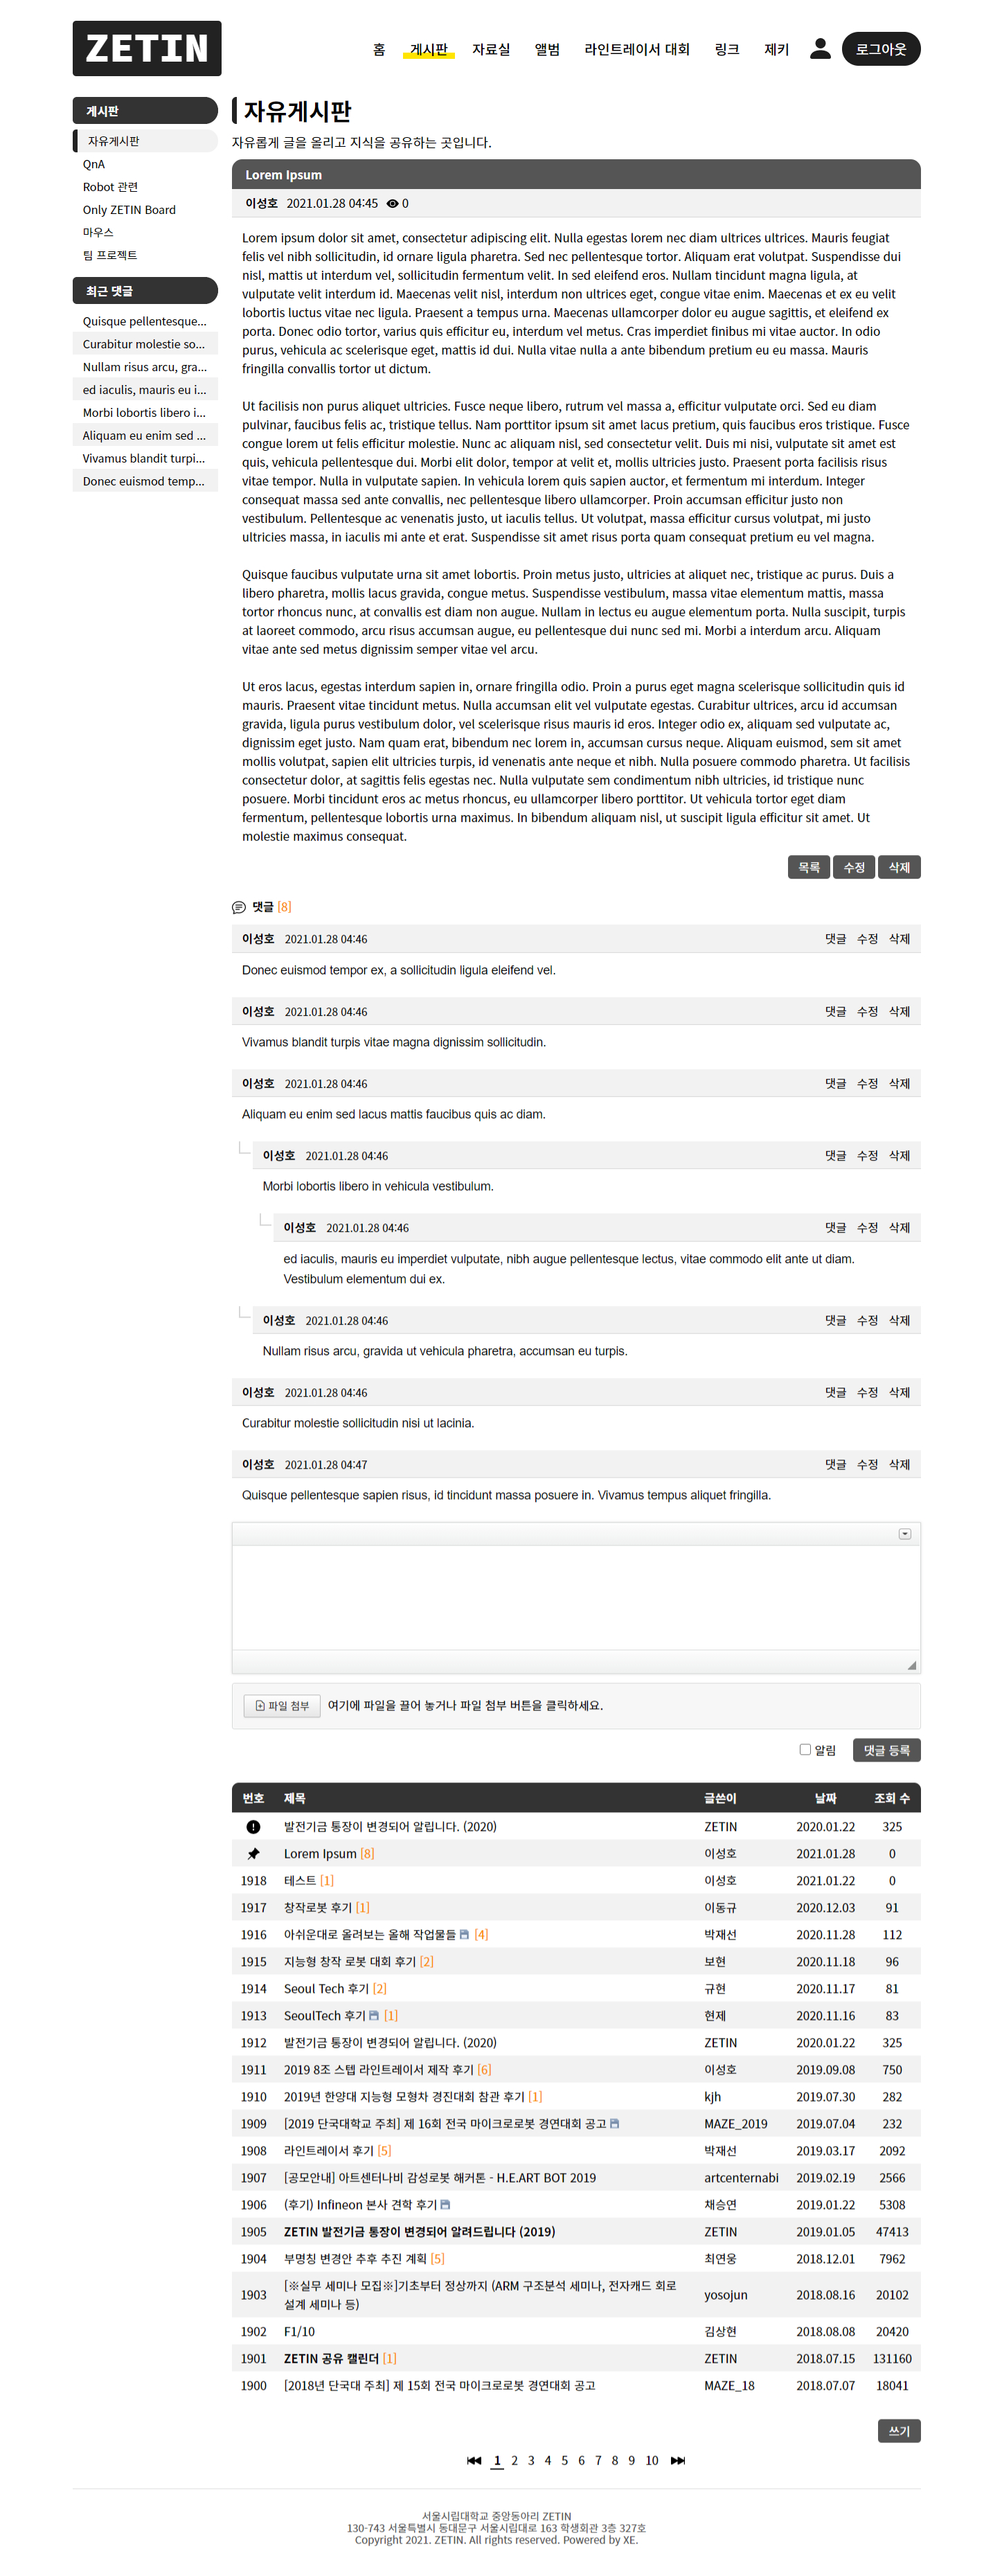 ZETIN
홈 게시판 자료실 앨범 라인트레이서 대회 링크 제키 로그아웃
게시판
자유게시판
QnA
Robot 관련
Only ZETIN Board
마우스
팀 프로젝트
최근 댓글
Quisque pellentesque...
Curabitur molestie so...
Nullam risus arcu, gra...
ed iaculis, mauris eu i...
Morbi lobortis libero i...
Aliquam eu enim sed ...
Vivamus blandit turpi...
Donec euismod temp...
자유게시판
자유롭게 글을 올리고 지식을 공유하는 곳입니다.
Lorem Ipsum
이성호 2021.01.28 04:45 0
Lorem ipsum dolor sit amet, consectetur adipiscing elit. Nulla egestas lorem nec diam ultrices ultrices. Mauris feugiat
felis vel nibh sollicitudin, id ornare ligula pharetra. Sed nec pellentesque tortor. Aliquam erat volutpat. Suspendisse dui
nisl, mattis ut interdum vel, sollicitudin fermentum velit. In sed eleifend eros. Nullam tincidunt magna ligula, at
vulputate velit interdum id. Maecenas velit nisl, interdum non ultrices eget, congue vitae enim. Maecenas et ex eu velit
lobortis luctus vitae nec ligula. Praesent a tempus urna. Maecenas ullamcorper dolor eu augue sagittis, et eleifend ex
porta. Donec odio tortor, varius quis efficitur eu, interdum vel metus. Cras imperdiet finibus mi vitae auctor. In odio
purus, vehicula ac scelerisque eget, mattis id dui. Nulla vitae nulla a ante bibendum pretium eu eu massa. Mauris
fringilla convallis tortor ut dictum.
Ut facilisis non purus aliquet ultricies. Fusce neque libero, rutrum vel massa a, efficitur vulputate orci. Sed eu diam
pulvinar, faucibus felis ac, tristique tellus. Nam porttitor ipsum sit amet lacus pretium, quis faucibus eros tristique. Fusce
congue lorem ut felis efficitur molestie. Nunc ac aliquam nisl, sed consectetur velit. Duis mi nisi, vulputate sit amet est
quis, vehicula pellentesque dui. Morbi elit dolor, tempor at velit et, mollis ultricies justo. Praesent porta facilisis risus
vitae tempor. Nulla in vulputate sapien. In vehicula lorem quis sapien auctor, et fermentum mi interdum. Integer
consequat massa sed ante convallis, nec pellentesque libero ullamcorper. Proin accumsan efficitur justo non
vestibulum. Pellentesque ac venenatis justo, ut iaculis tellus. Ut volutpat, massa efficitur cursus volutpat, mi justo
ultricies massa, in iaculis mi ante et erat. Suspendisse sit amet risus porta quam consequat pretium eu vel magna.
Quisque faucibus vulputate urna sit amet lobortis. Proin metus justo, ultricies at aliquet nec, tristique ac purus. Duis a
libero pharetra, mollis lacus gravida, congue metus. Suspendisse vestibulum, massa vitae elementum mattis, massa
tortor rhoncus nunc, at convallis est diam non augue. Nullam in lectus eu augue elementum porta. Nulla suscipit, turpis
at laoreet commodo, arcu risus accumsan augue, eu pellentesque dui nunc sed mi. Morbi a interdum arcu. Aliquam
vitae ante sed metus dignissim semper vitae vel arcu.
Ut eros lacus, egestas interdum sapien in, ornare fringilla odio. Proin a purus eget magna scelerisque sollicitudin quis id
mauris. Praesent vitae tincidunt metus. Nulla accumsan elit vel vulputate egestas. Curabitur ultrices, arcu id accumsan
gravida, ligula purus vestibulum dolor, vel scelerisque risus mauris id eros. Integer odio ex, aliquam sed vulputate ac,
dignissim eget justo. Nam quam erat, bibendum nec lorem in, accumsan cursus neque. Aliquam euismod, sem sit amet
mollis volutpat, sapien elit ultricies turpis, id venenatis ante neque et nibh. Nulla posuere commodo pharetra. Ut facilisis
consectetur dolor, at sagittis felis egestas nec. Nulla vulputate sem condimentum nibh ultricies, id tristique nunc
posuere. Morbi tincidunt eros ac metus rhoncus, eu ullamcorper libero porttitor. Ut vehicula tortor eget diam
fermentum, pellentesque lobortis urna maximus. In bibendum aliquam nisl, ut suscipit ligula efficitur sit amet. Ut
molestie maximus consequat.
목록 수정 삭제
댓글 [8]
이성호 2021.01.28 04:46 댓글 수정 삭제
Donec euismod tempor ex, a sollicitudin ligula eleifend vel.
이성호 2021.01.28 04:46 댓글 수정 삭제
Vivamus blandit turpis vitae magna dignissim sollicitudin.
이성호 2021.01.28 04:46 댓글 수정 삭제
Aliquam eu enim sed lacus mattis faucibus quis ac diam.
이성호 2021.01.28 04:46 댓글 수정 삭제
Morbi lobortis libero in vehicula vestibulum.
이성호 2021.01.28 04:46 댓글 수정 삭제
ed iaculis, mauris eu imperdiet vulputate, nibh augue pellentesque lectus, vitae commodo elit ante ut diam.
Vestibulum elementum dui ex.
이성호 2021.01.28 04:46 댓글 수정 삭제
Nullam risus arcu, gravida ut vehicula pharetra, accumsan eu turpis.
이성호 2021.01.28 04:46 댓글 수정 삭제
Curabitur molestie sollicitudin nisi ut lacinia.
이성호 2021.01.28 04:47 댓글 수정 삭제
Quisque pellentesque sapien risus, id tincidunt massa posuere in. Vivamus tempus aliquet fringilla.
파일 첨부 여기에 파일을 끌어 놓거나 파일 첨부 버튼을 클릭하세요.
알림 댓글 등록
번호 제목 글쓴이 날짜 조회 수
발전기금 통장이 변경되어 알립니다. (2020) ZETIN 2020.01.22 325
Lorem Ipsum [8] 이성호 2021.01.28 0
1918 테스트 [1] 이성호 2021.01.22 0
1917 창작로봇 후기 [1] 이동규 2020.12.03 91
1916 아쉬운대로 올려보는 올해 작업물들 [4] 박재선 2020.11.28 112
1915 지능형 창작 로봇 대회 후기 [2] 보현 2020.11.18 96
1914 Seoul Tech 후기 [2] 규현 2020.11.17 81
1913 SeoulTech 후기 [1] 현제 2020.11.16 83
1912 발전기금 통장이 변경되어 알립니다. (2020) ZETIN 2020.01.22 325
1911 2019 8조 스텝 라인트레이서 제작 후기 [6] 이성호 2019.09.08 750
1910 2019년 한양대 지능형 모형차 경진대회 참관 후기 [1] kjh 2019.07.30 282
1909 [2019 단국대학교 주최] 제 16회 전국 마이크로로봇 경연대회 공고 MAZE_2019 2019.07.04 232
1908 라인트레이서 후기 [5] 박재선 2019.03.17 2092
1907 [공모안내] 아트센터나비 감성로봇 해커톤 - H.E.ART BOT 2019 artcenternabi 2019.02.19 2566
1906 (후기) Infineon 본사 견학 후기 채승연 2019.01.22 5308
1905 ZETIN 발전기금 통장이 변경되어 알려드립니다 (2019) ZETIN 2019.01.05 47413
1904 부명칭 변경안 추후 추진 계획 [5] 최연웅 2018.12.01 7962
1903 [※실무 세미나 모집※]기초부터 정상까지 (ARM 구조분석 세미나, 전자캐드 회로
설계 세미나 등) yosojun 2018.08.16 20102
1902 F1/10 김상현 2018.08.08 20420
1901 ZETIN 공유 캘린더 [1] ZETIN 2018.07.15 131160
1900 [2018년 단국대 주최] 제 15회 전국 마이크로로봇 경연대회 공고 MAZE_18 2018.07.07 18041
쓰기
1 2 3 4 5 6 7 8 9 10
서울시립대학교 중앙동아리 ZETIN
130-743 서울특별시 동대문구 서울시립대로 163 학생회관 3층 327호
Copyright 2021. ZETIN. All rights reserved. Powered by XE.